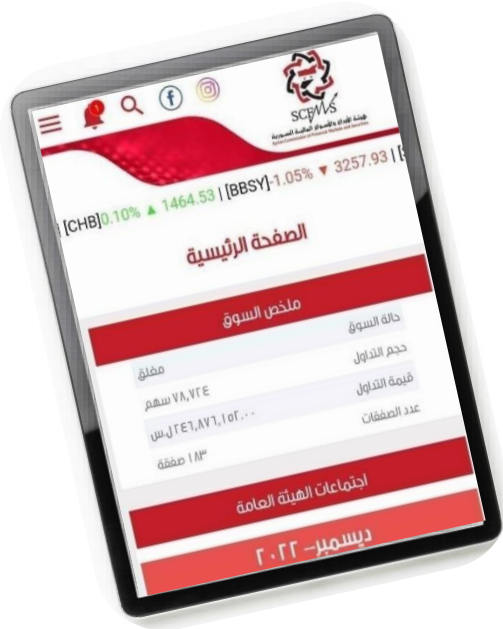 SCFMS
هيئة الأوراق والأسواق المالية السورية
Syrian Commission on Financial Markets and Securities
[CHB]0.10% ▲ 1464.53 | [BBSY]-1.05% ▼ 3257.93 |
الصفحة الرئيسية
ملخص السوق
حالة السوق مغلق
حجم التداول ٧٨,٧٢٤ سهم
قيمة التداول ٢٤٦,٨٧٦,١٥٢.٠٠ ل.س
عدد الصفقات ١٨٣ صفقة
اجتماعات الهيئة العامة
ديسمبر– ٢٠٢٢